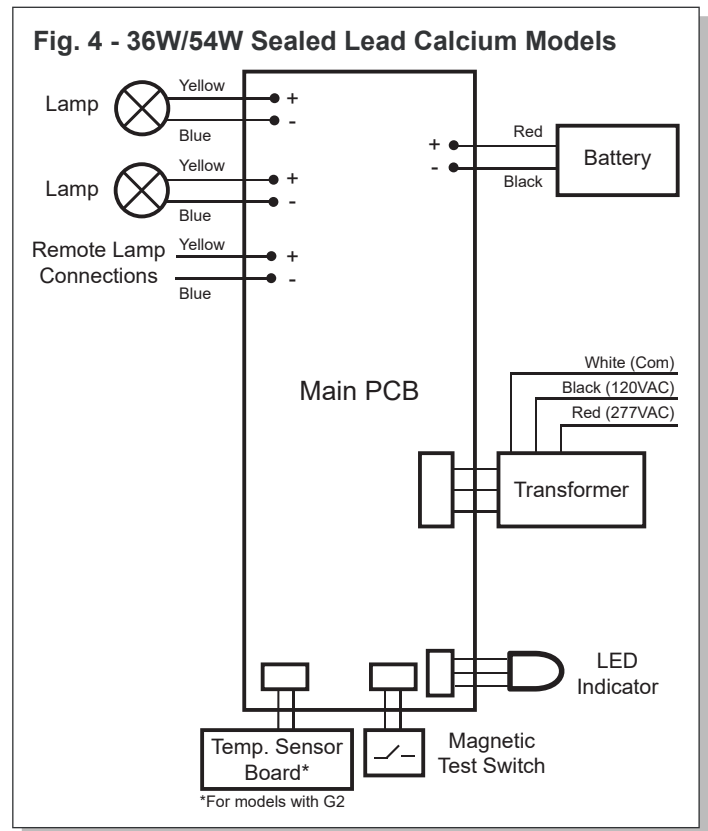 Fig. 4 - 36W/54W Sealed Lead Calcium Models
Lamp
Yellow
+
-
Blue
Lamp
Yellow
+
-
Blue
Remote Lamp
Connections
Yellow
+
-
Blue
+
-
Red
Black
Battery
Main PCB
White (Com)
Black (120VAC)
Red (277VAC)
Transformer
LED
Indicator
Temp. Sensor
Board*
*For models with G2
Magnetic
Test Switch